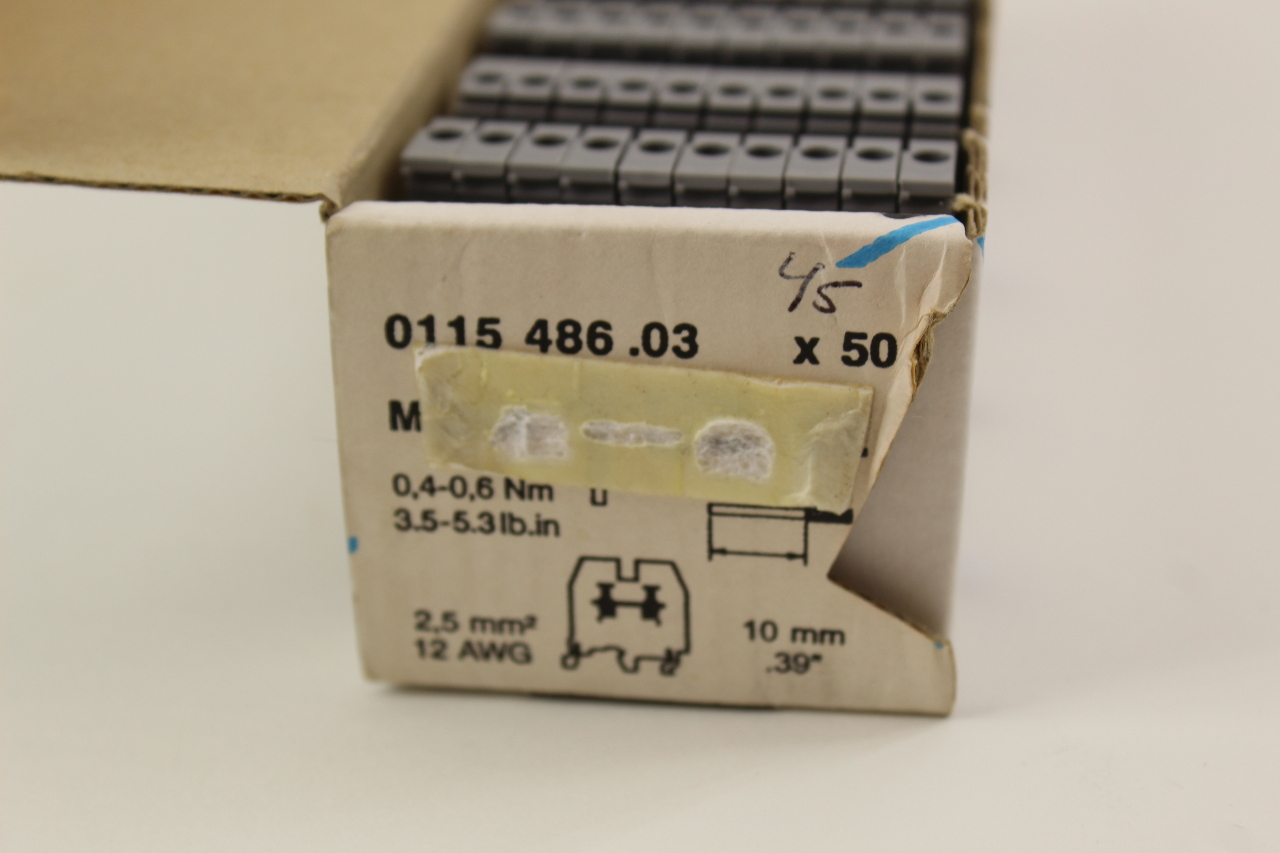 45
0115 486 .03 x 50
M
0,4-0,6 Nm
3.5-5.3 lb.in
2,5 mm² 10 mm
12 AWG .39"